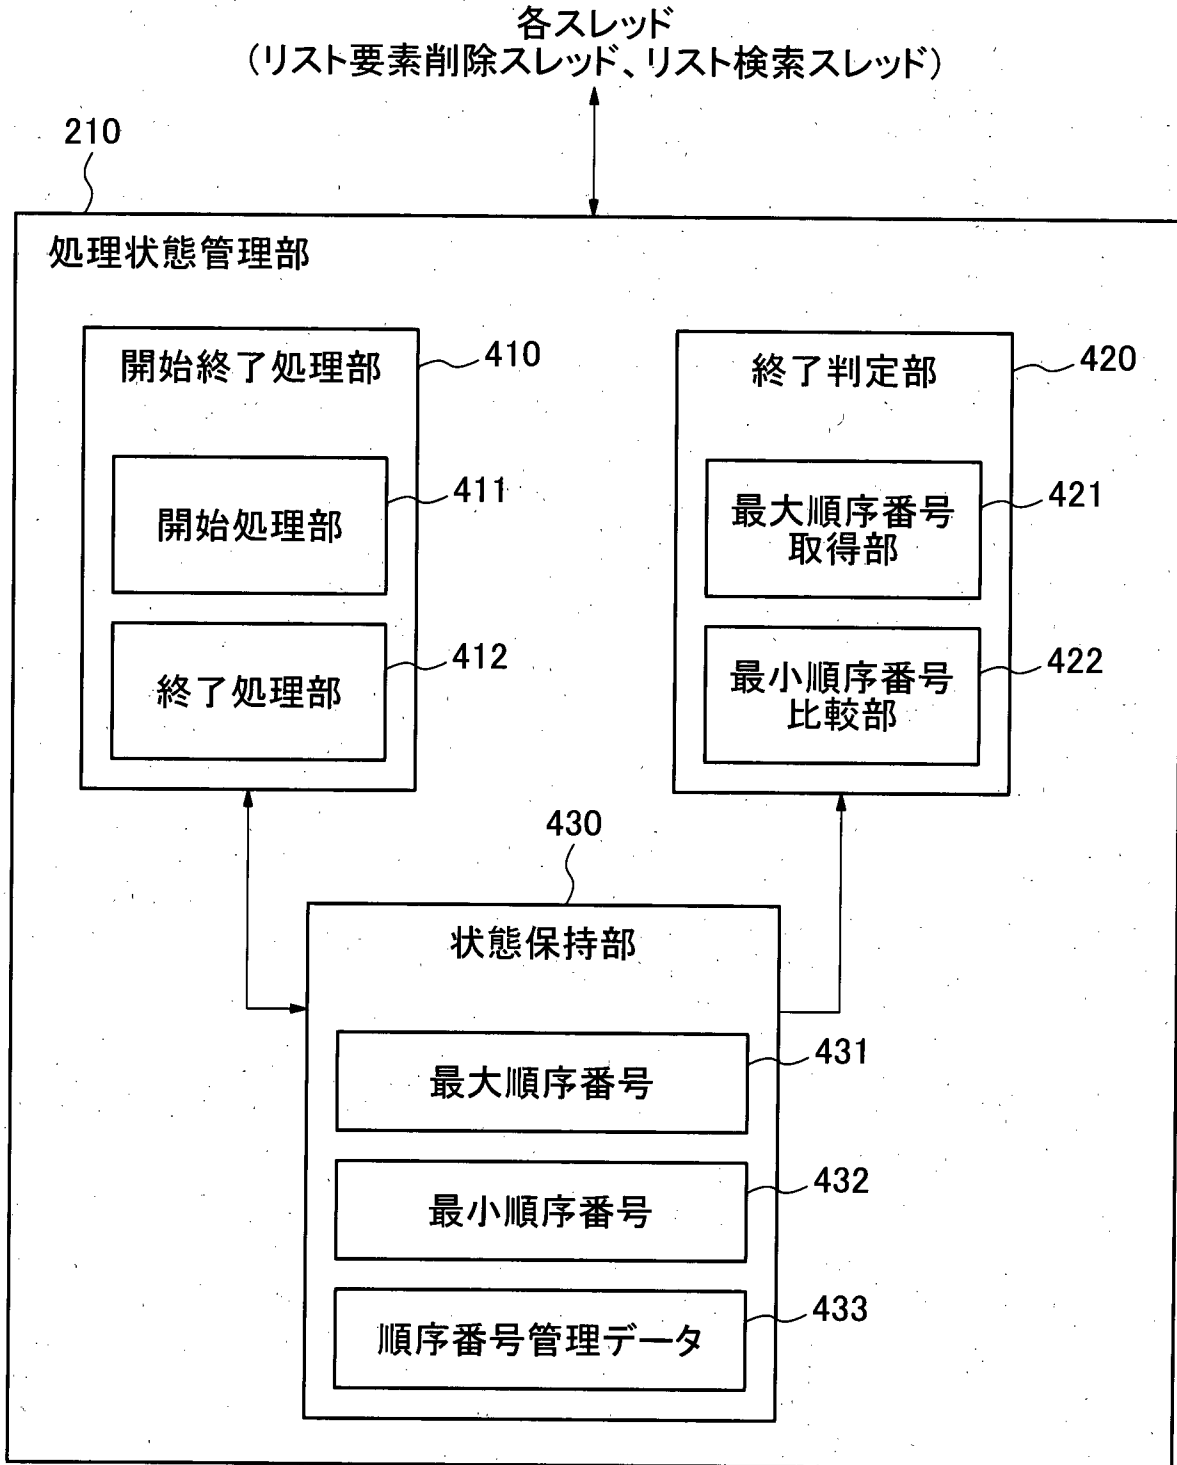 各スレッド
(リスト要素削除スレッド、リスト検索スレッド)
210
処理状態管理部
開始終了処理部
410
開始処理部
411
終了処理部
412
終了判定部
420
最大順序番号
取得部
421
最小順序番号
比較部
422
430
状態保持部
最大順序番号
431
最小順序番号
432
順序番号管理データ
433